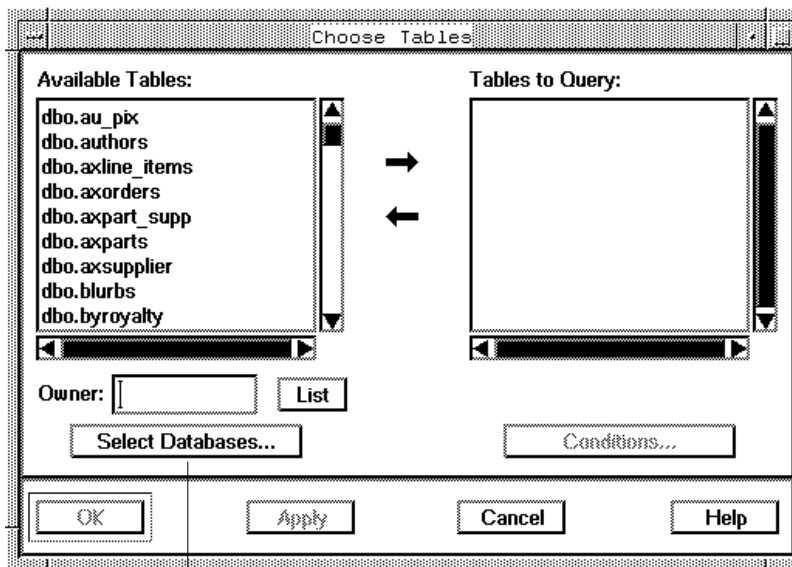 Choose Tables
Available Tables:
Tables to Query:
dbo.au_pix
dbo.authors
dbo.axline_items
dbo.axorders
dbo.axpart_supp
dbo.axparts
dbo.axsupplier
dbo.blurbs
dbo.byroyalty
Owner:
List
Select Databases...
Conditions...
OK
Apply
Cancel
Help